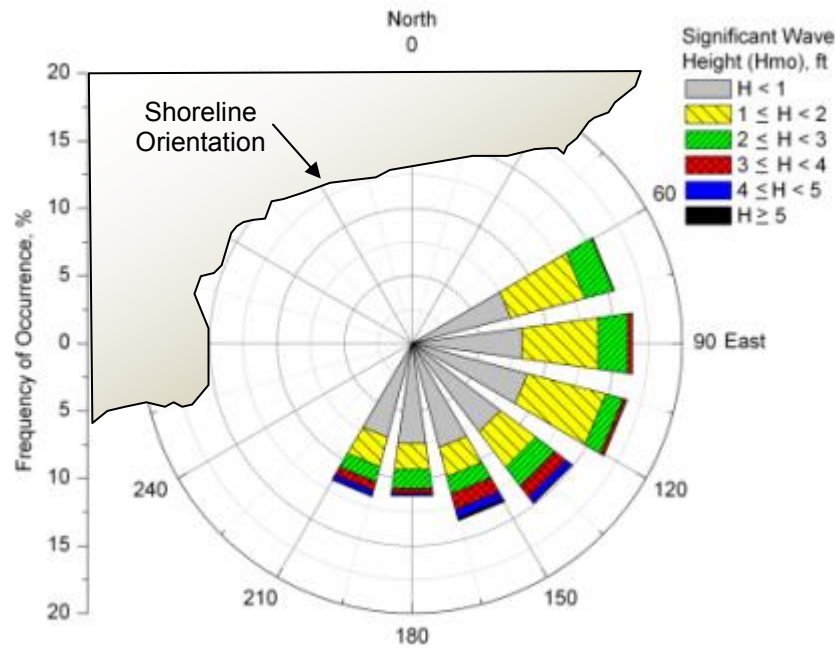 North
0
Significant Wave
Height (Hmo), ft
H < 1
1 ≤ H < 2
2 ≤ H < 3
3 ≤ H < 4
4 ≤ H < 5
H ≥ 5
Shoreline
Orientation
20
15
10
5
0
5
10
15
20
Frequency of Occurrence, %
60
90 East
120
150
180
210
240